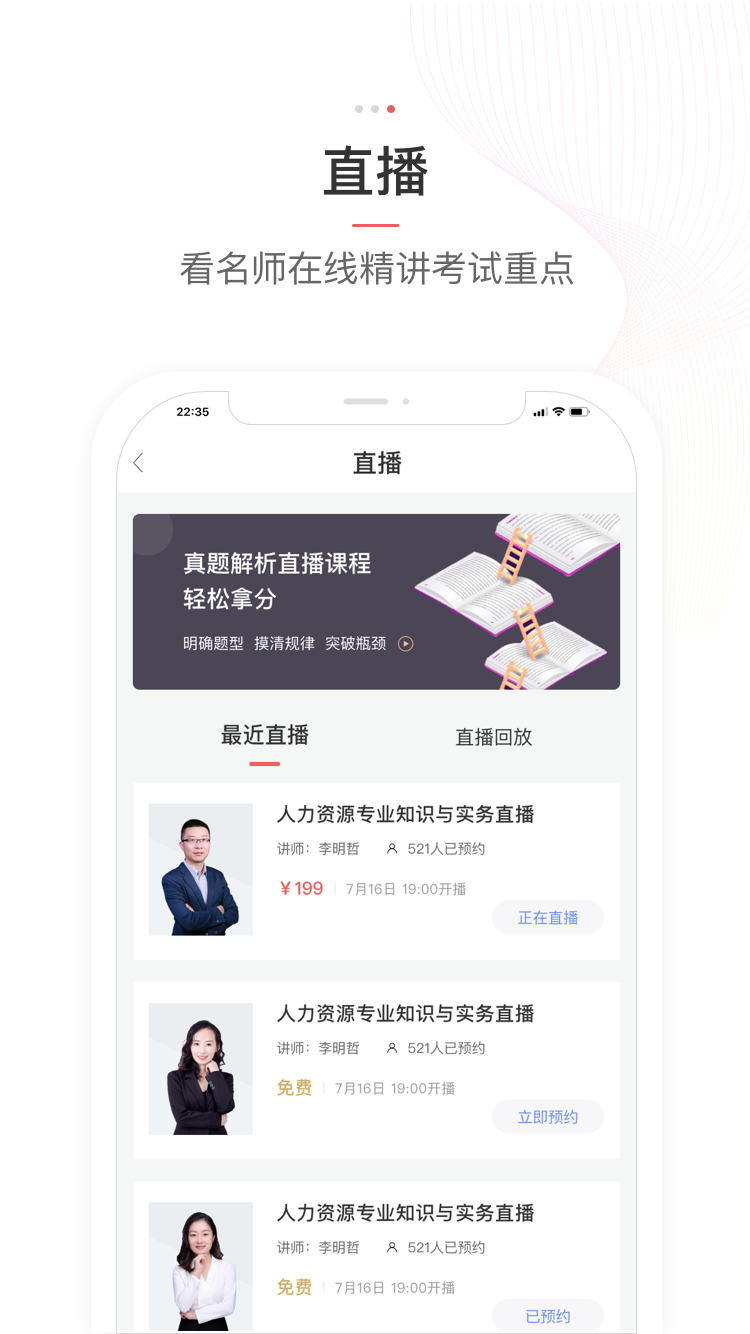 直播
看名师在线精讲考试重点
22:35
直播
真题解析直播课程
轻松拿分
明确题型 摸清规律 突破瓶颈
最近直播 直播回放
人力资源专业知识与实务直播
讲师：李明哲 521人已预约
￥199 7月16日 19:00开播
正在直播
人力资源专业知识与实务直播
讲师：李明哲 521人已预约
免费 7月16日 19:00开播
立即预约
人力资源专业知识与实务直播
讲师：李明哲 521人已预约
免费 7月16日 19:00开播
已预约